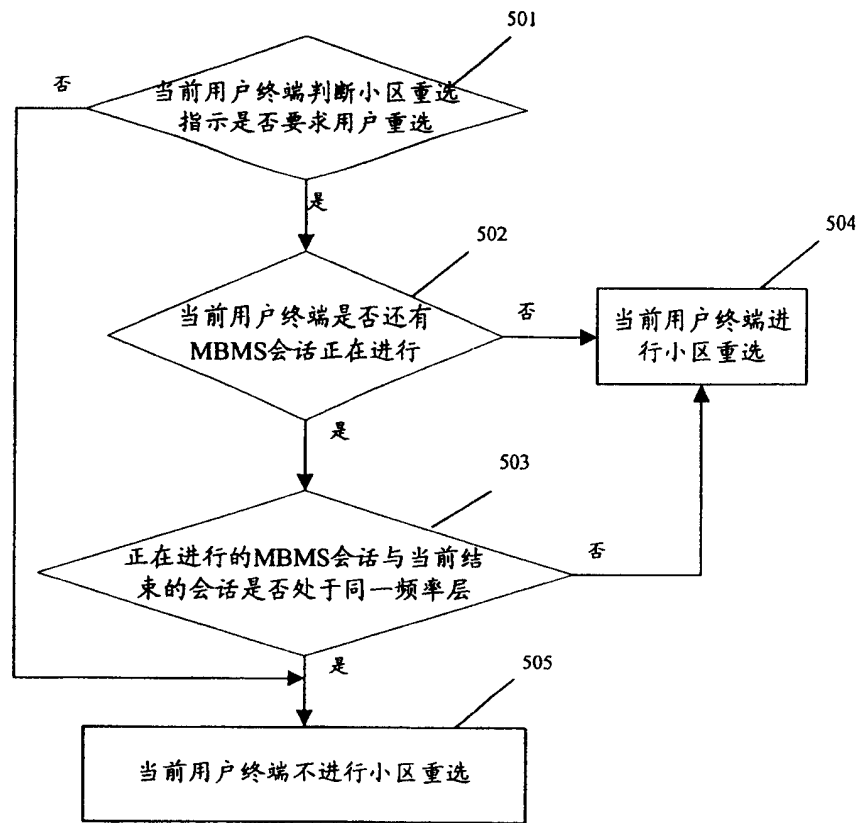 501
否
当前用户终端判断小区重选
指示是否要求用户重选
是
502
504
当前用户终端是否还有
MBMS会话正在进行
否
当前用户终端进
行小区重选
是
503
正在进行的MBMS会话与当前结
束的会话是否处于同一频率层
否
是
505
当前用户终端不进行小区重选